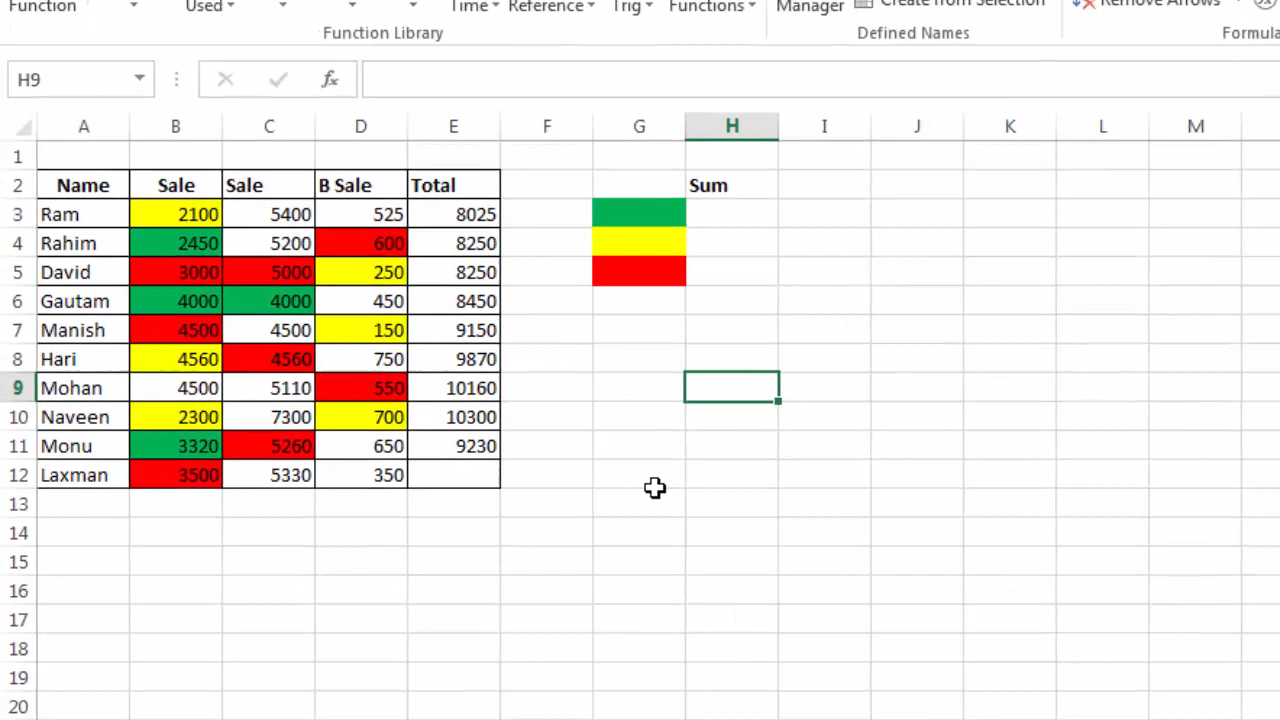 Function Used Time Reference Trig Functions Manager Create from Selection Remove Arrows
Function Library Defined Names Formula
H9 fx
A B C D E F G H I J K L M
1
2 Name Sale Sale B Sale Total Sum
3 Ram 2100 5400 525 8025
4 Rahim 2450 5200 600 8250
5 David 3000 5000 250 8250
6 Gautam 4000 4000 450 8450
7 Manish 4500 4500 150 9150
8 Hari 4560 4560 750 9870
9 Mohan 4500 5110 550 10160
10 Naveen 2300 7300 700 10300
11 Monu 3320 5260 650 9230
12 Laxman 3500 5330 350
13
14
15
16
17
18
19
20